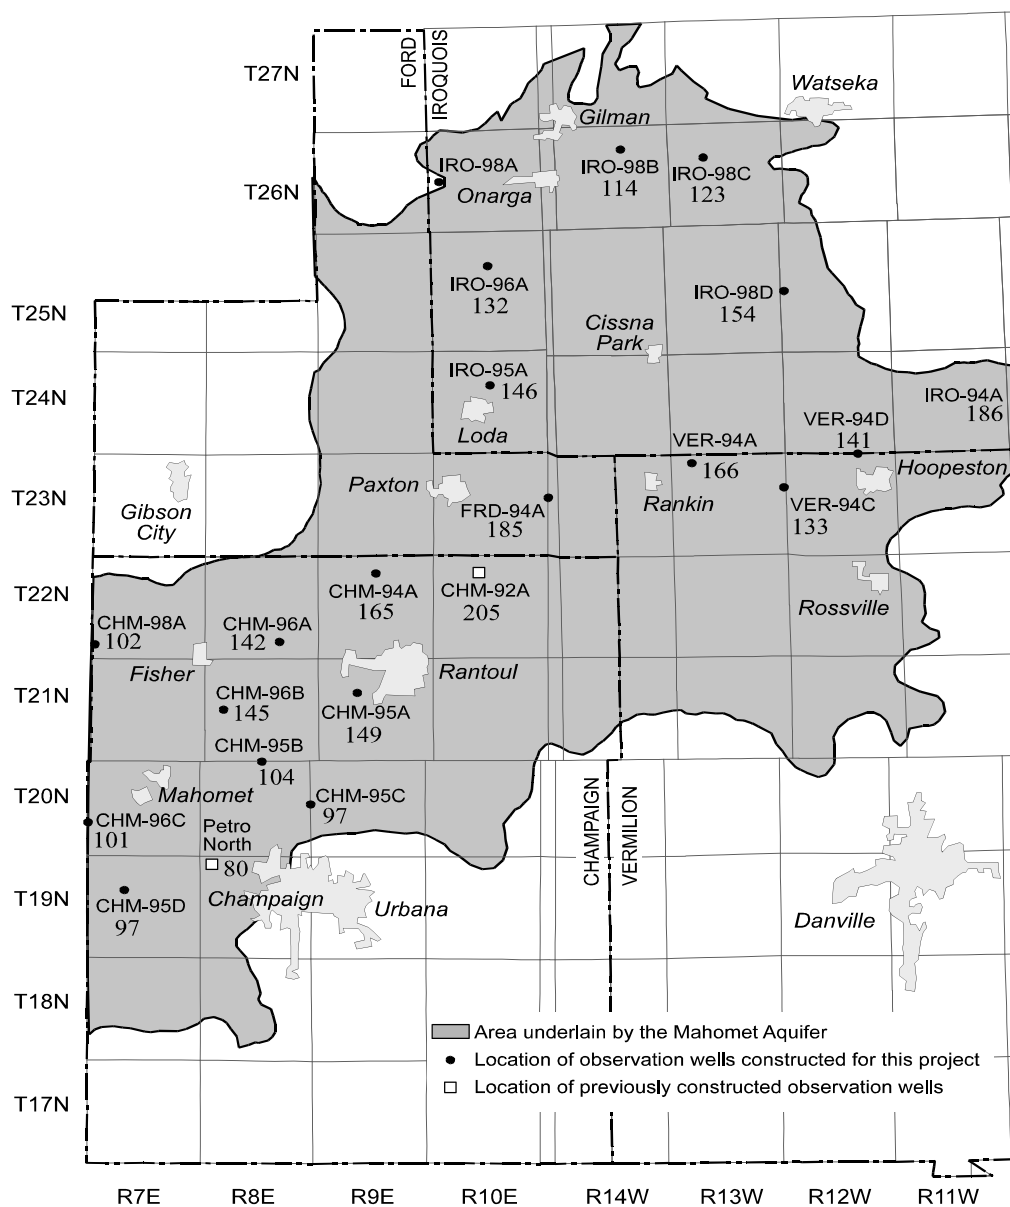 T27N
FORD
IROQUOIS
Watseka
Gilman
IRO-98A
IRO-98B
114
IRO-98C
123
T26N
Onarga
IRO-96A
132
IRO-98D
154
T25N
Cissna
Park
IRO-95A
146
IRO-94A
186
T24N
Loda
VER-94D
141
VER-94A
166
Hoopeston
Paxton
T23N
Gibson
City
FRD-94A
185
Rankin
VER-94C
133
T22N
CHM-94A
165
CHM-92A
205
Rossville
CHM-98A
102
CHM-96A
142
Fisher
Rantoul
T21N
CHM-96B
145
CHM-95A
149
CHM-95B
104
T20N
Mahomet
CHM-95C
97
CHAMPAIGN
VERMILION
CHM-96C
101
Petro
North
80
T19N
CHM-95D
97
Champaign
Urbana
Danville
T18N
Area underlain by the Mahomet Aquifer
Location of observation wells constructed for this project
Location of previously constructed observation wells
T17N
R7E R8E R9E R10E R14W R13W R12W R11W